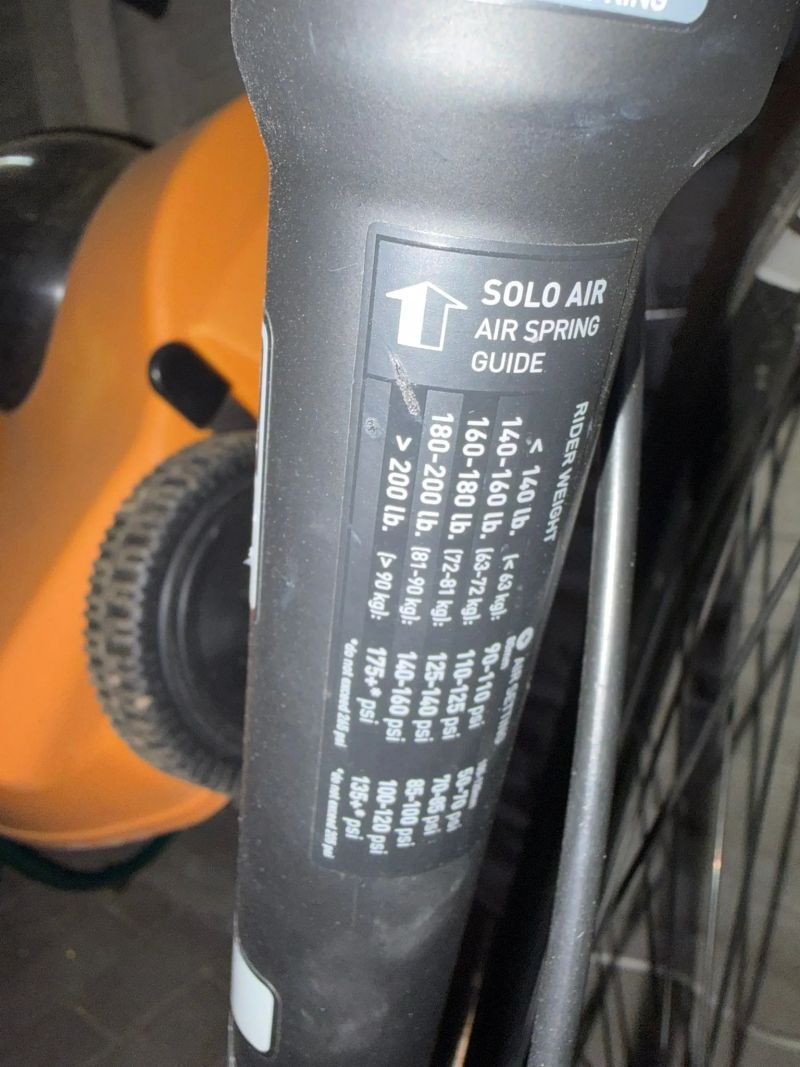 RING
SOLO AIR
AIR SPRING
GUIDE
RIDER WEIGHT AIR SETTING
< 140 lb. (< 63 kg): 90-110 psi 50-70 psi
140-160 lb. (63-72 kg): 110-125 psi 70-85 psi
160-180 lb. (72-81 kg): 125-140 psi 85-100 psi
180-200 lb. (81-90 kg): 140-160 psi 100-120 psi
> 200 lb. (> 90 kg): 175+* psi 135+* psi
*do not exceed psi *do not exceed psi